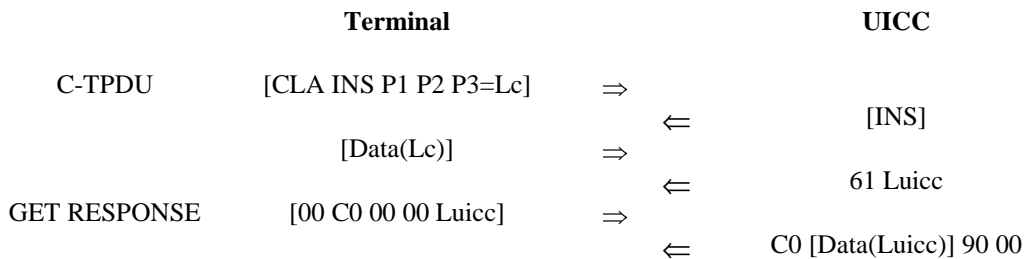 Terminal UICC
C-TPDU [CLA INS P1 P2 P3=Lc] ⇒
⇐ [INS]
[Data(Lc)] ⇒
⇐ 61 Luicc
GET RESPONSE [00 C0 00 00 Luicc] ⇒
⇐ C0 [Data(Luicc)] 90 00